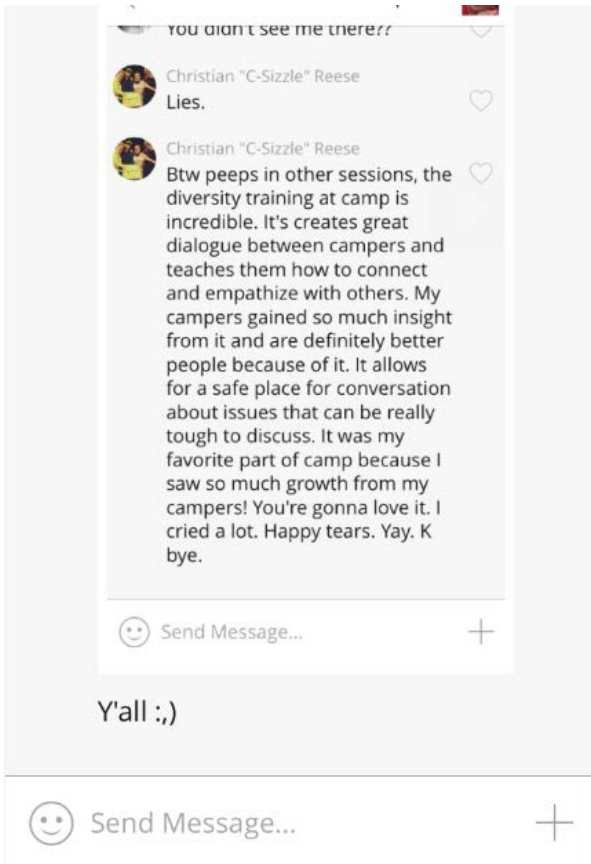 You didn't see me there??
Christian "C-Sizzle" Reese
Lies.
Christian "C-Sizzle" Reese
Btw peeps in other sessions, the
diversity training at camp is
incredible. It's creates great
dialogue between campers and
teaches them how to connect
and empathize with others. My
campers gained so much insight
from it and are definitely better
people because of it. It allows
for a safe place for conversation
about issues that can be really
tough to discuss. It was my
favorite part of camp because I
saw so much growth from my
campers! You're gonna love it. I
cried a lot. Happy tears. Yay. K
bye.
Send Message...
Y'all :,)
Send Message...